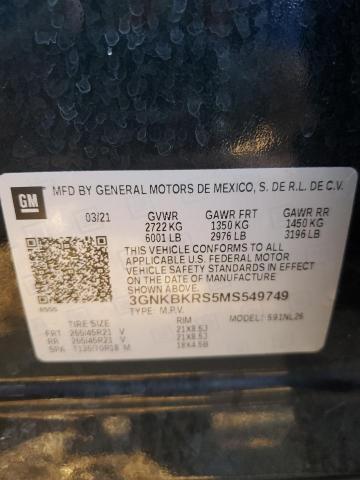 GM
MFD BY GENERAL MOTORS DE MEXICO, S. DE R.L. DE C.V.
03/21 GVWR GAWR FRT GAWR RR
2722 KG 1350 KG 1450 KG
6001 LB 2976 LB 3196 LB
THIS VEHICLE CONFORMS TO ALL
APPLICABLE U.S. FEDERAL MOTOR
VEHICLE SAFETY STANDARDS IN EFFECT
ON THE DATE OF MANUFACTURE SHOWN ABOVE.
3GNKBKRS5MS549749
TYPE: M.P.V. MODEL: 591NL26
TIRE SIZE RIM
FRT 265/45R21 V 21X8.5J
RR 265/45R21 V 21X8.5J
SPA T135/70R18 M 18X4.5B